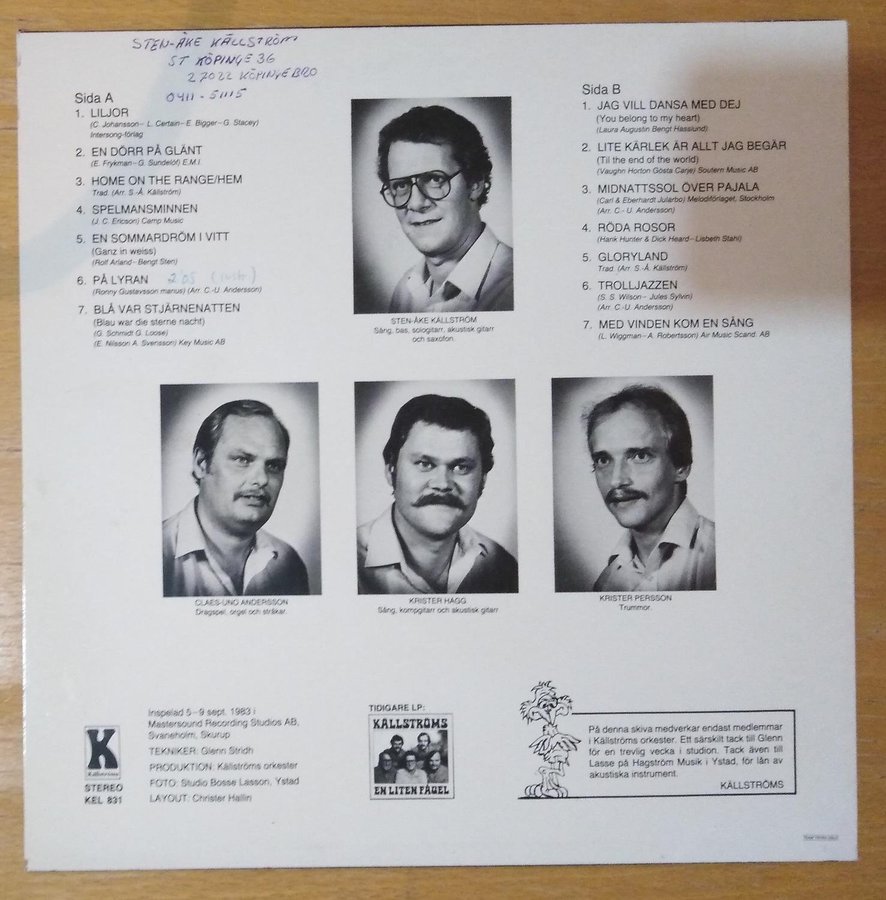 STEN-ÅKE KÄLLSTRÖM
ST KÖPINGE 36
27022 KÖPINGEBRO
0411-5115
Sida A
1. LILJOR
(C. Johansson – L. Certain – E. Bigger – G. Stacey)
Intersong-förlag
2. EN DÖRR PÅ GLÄNT
(E. Frykman – G. Sundelöf) E.M.I.
3. HOME ON THE RANGE/HEM
Trad. (Arr. S.-Å. Källström)
4. SPELMANSMINNEN
(J. C. Ericson) Camp Music
5. EN SOMMARDRÖM I VITT
(Ganz in weiss)
(Rolf Arland – Bengt Sten)
6. PÅ LYRAN 2.05 (instr.)
(Ronny Gustavsson manus) (Arr. C.-U. Andersson)
7. BLÅ VAR STJÄRNENATTEN
(Blau war die sterne nacht)
(G. Schmidt G. Loose)
(E. Nilsson A. Svensson) Key Music AB
STEN-ÅKE KÄLLSTRÖM
Sång, bas, sologitarr, akustisk gitarr
och saxofon.
Sida B
1. JAG VILL DANSA MED DEJ
(You belong to my heart)
(Laura Augustin Bengt Haslund)
2. LITE KÄRLEK ÄR ALLT JAG BEGÄR
(Til the end of the world)
(Vaughn Horton Gösta Carje) Soutern Music AB
3. MIDNATTSSOL ÖVER PAJALA
(Carl & Eberhardt Jularbo) Melodiförlaget, Stockholm
(Arr. C.- U. Andersson)
4. RÖDA ROSOR
(Hank Hunter & Dick Heard – Lisbeth Stahl)
5. GLORYLAND
Trad. (Arr. S-Å. Källström)
6. TROLLJAZZEN
(S. S. Wilson – Jules Sylvin)
(Arr. C.-U. Andersson)
7. MED VINDEN KOM EN SÅNG
(L. Wiggman – A. Robertsson) Air Music Scand. AB
CLAES-UNO ANDERSSON
Dragspel, orgel och stråkar.
KRISTER HÄGG
Sång, kompgitarr och akustisk gitarr
KRISTER PERSSON
Trummor.
K
Källströms
STEREO
KEL 831
Inspelad 5–9 sept. 1983 i
Mastersound Recording Studios AB,
Svaneholm, Skurup
TEKNIKER: Glenn Stridh
PRODUKTION: Källströms orkester
FOTO: Studio Bosse Lasson, Ystad
LAYOUT: Christer Hallin
TIDIGARE LP:
KÄLLSTRÖMS
EN LITEN FÅGEL
På denna skiva medverkar endast medlemmar
i Källströms orkester. Ett särskilt tack till Glenn
för en trevlig vecka i studion. Tack även till
Lasse på Hagström Musik i Ystad, för lån av
akustiska instrument.
KÄLLSTRÖMS